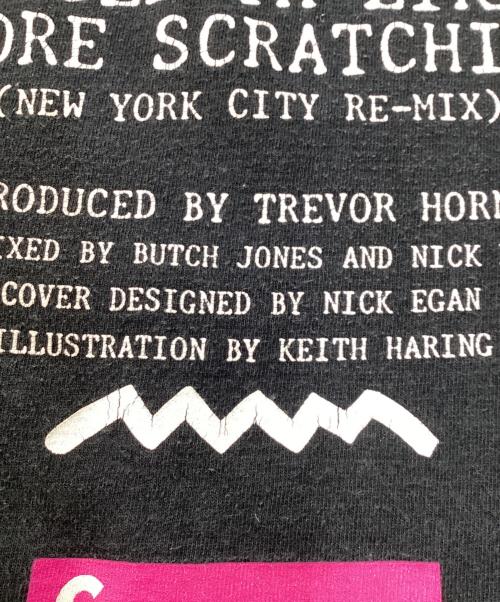 ORE SCRATCHI
(NEW YORK CITY RE-MIX)
RODUCED BY TREVOR HOR
IXED BY BUTCH JONES AND NICK
COVER DESIGNED BY NICK EGAN
ILLUSTRATION BY KEITH HARING